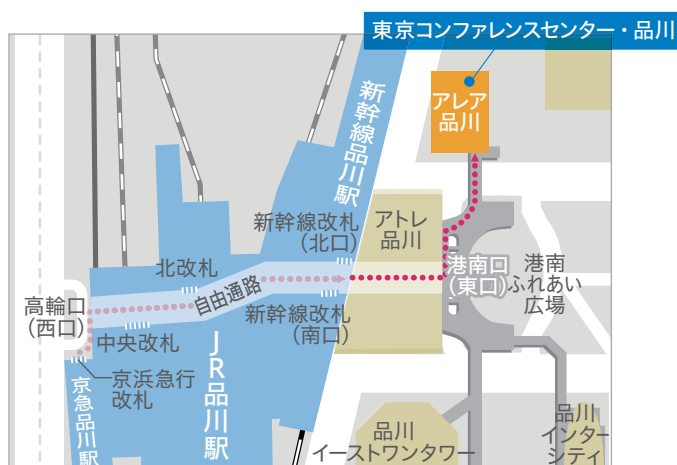 東京コンファレンスセンター・品川
アレア
品川
新幹線品川駅
新幹線改札
(北口)
アトレ
品川
北改札
自由通路
港南口
(東口)
港南
ふれあい
広場
高輪口
(西口)
中央改札
新幹線改札
(南口)
京浜急行
改札
JR品川駅
京急品川駅
品川
イーストワンタワー
品川
インター
シティ